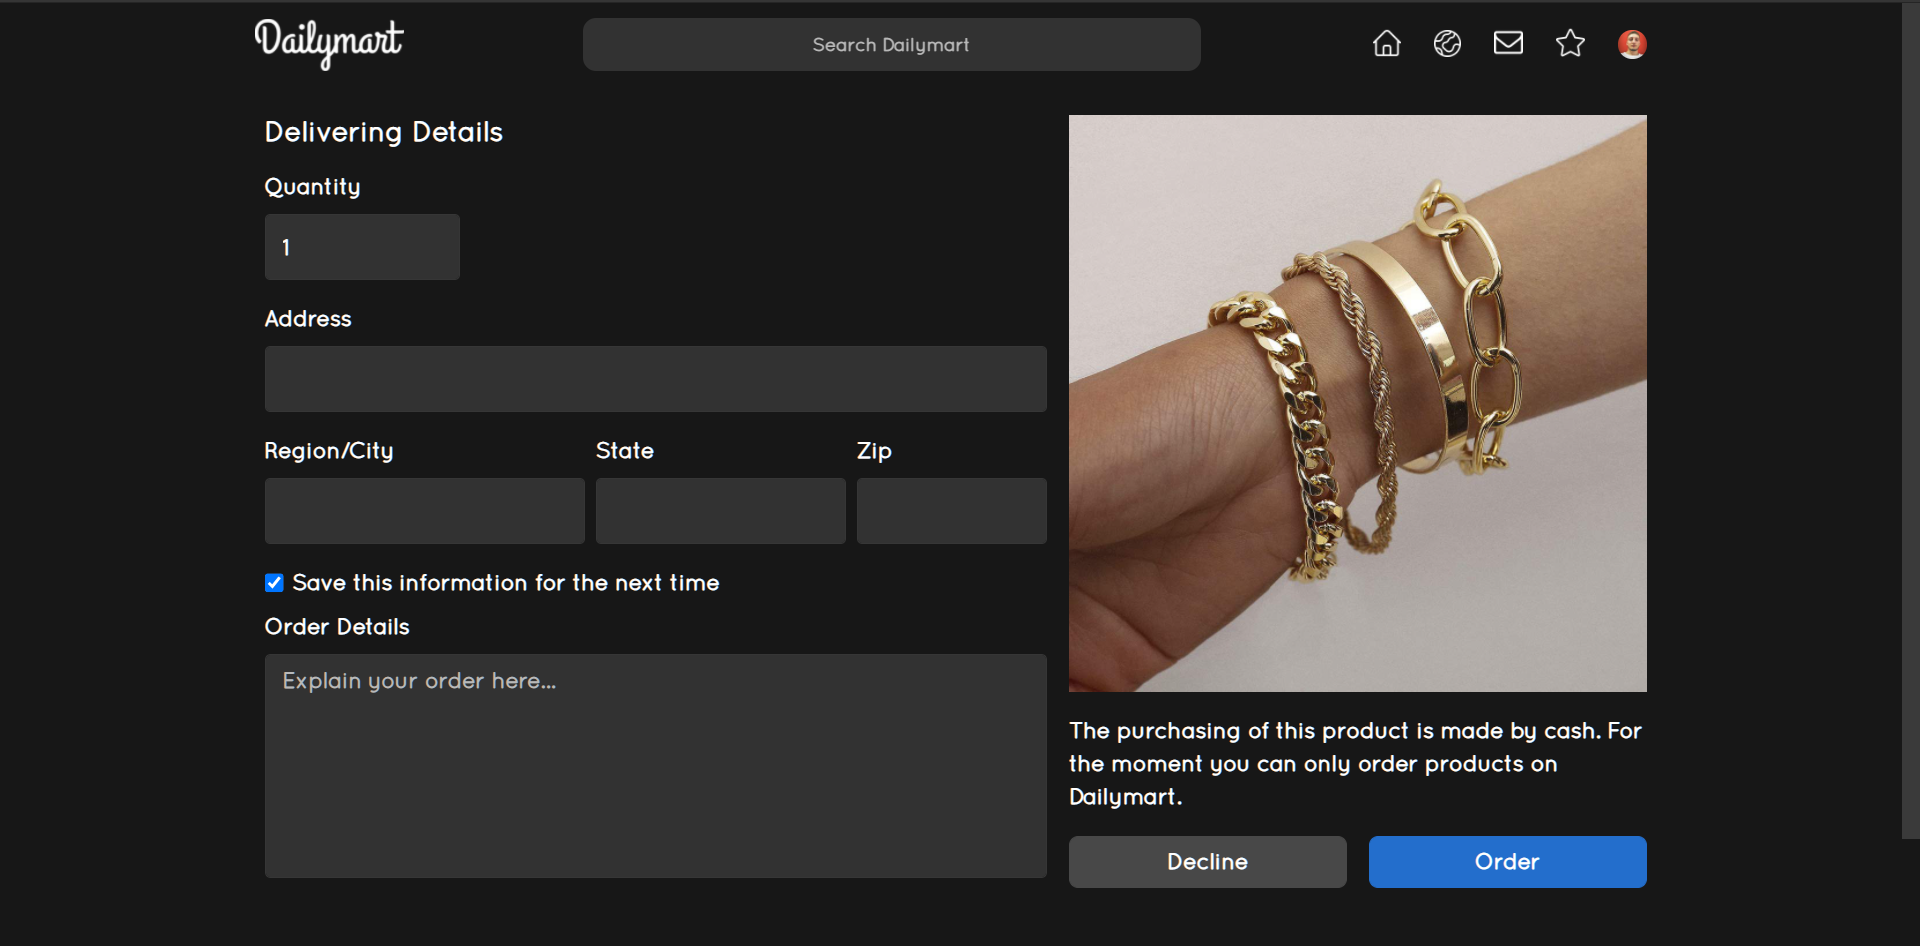 Dailymart
Search Dailymart
Delivering Details
Quantity
1
Address
Region/City
State
Zip
Save this information for the next time
Order Details
Explain your order here...
The purchasing of this product is made by cash. For
the moment you can only order products on
Dailymart.
Decline
Order